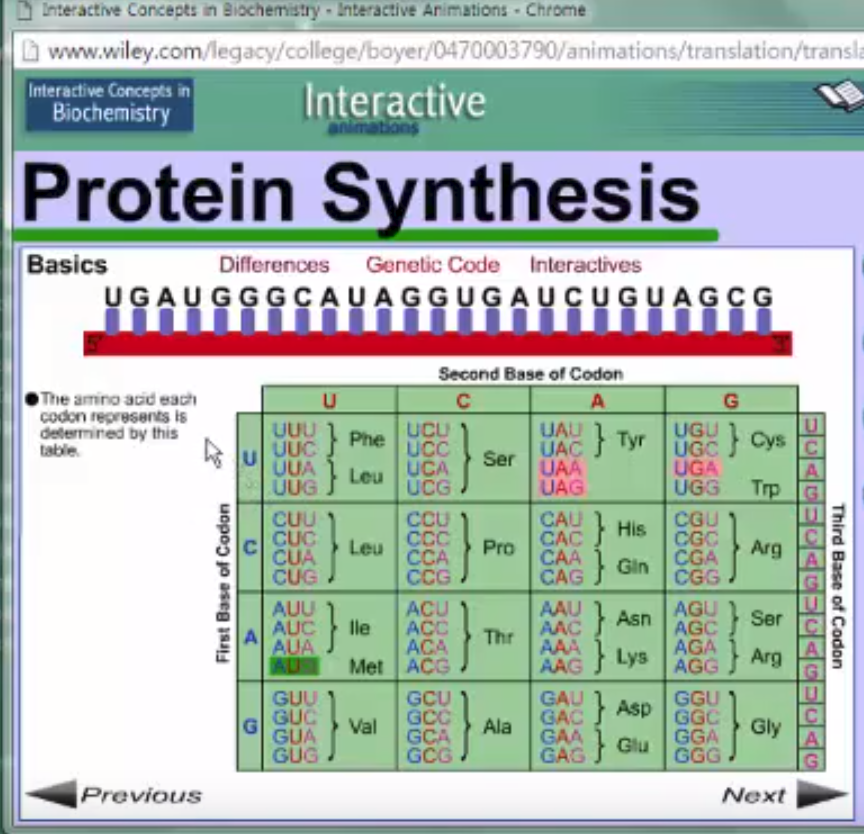 Interactive Concepts in Biochemistry - Interactive Animations - Chrome
www.wiley.com/legacy/college/boyer/0470003790/animations/translation/transla
Interactive Concepts in
Biochemistry
Interactive
animations
Protein Synthesis
Basics Differences Genetic Code Interactives
U G A U G G G C A U A G G U G A U C U G U A G C G
5' 3'
Second Base of Codon
The amino acid each
codon represents is
determined by this
table.
U C A G
First Base of Codon
U
UUU UCU UAU UGU U
UUC Phe UCC UAC Tyr UGC Cys C
UUA UCA Ser UAA UGA A
UUG Leu UCG UAG UGG Trp G
C
CUU CCU CAU CGU U
CUC CCC CAC His CGC C
CUA Leu CCA Pro CAA CGA Arg A
CUG CCG CAG Gln CGG G
A
AUU ACU AAU AGU U
AUC Ile ACC AAC Asn AGC Ser C
AUA ACA Thr AAA AGA A
AU Met ACG AAG Lys AGG Arg G
G
GUU GCU GAU GGU U
GUC GCC GAC Asp GGC C
GUA Val GCA Ala GAA GGA Gly A
GUG GCG GAG Glu GGG G
Third Base of Codon
Previous Next